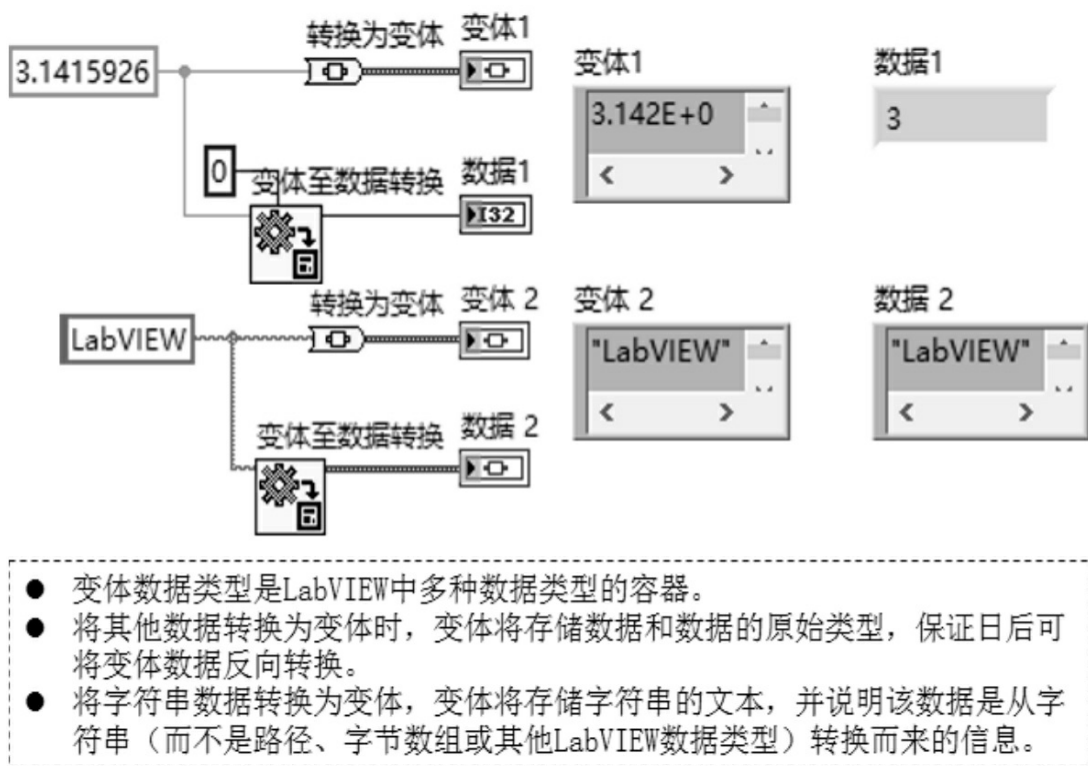 转换为变体 变体1
3.1415926
变体1
3.142E+0
数据1
3
0
变体至数据转换 数据1
I32
转换为变体 变体 2
LabVIEW
变体 2
"LabVIEW"
数据 2
"LabVIEW"
变体至数据转换 数据 2
● 变体数据类型是LabVIEW中多种数据类型的容器。
● 将其他数据转换为变体时，变体将存储数据和数据的原始类型，保证日后可
将变体数据反向转换。
● 将字符串数据转换为变体，变体将存储字符串的文本，并说明该数据是从字
符串（而不是路径、字节数组或其他LabVIEW数据类型）转换而来的信息。